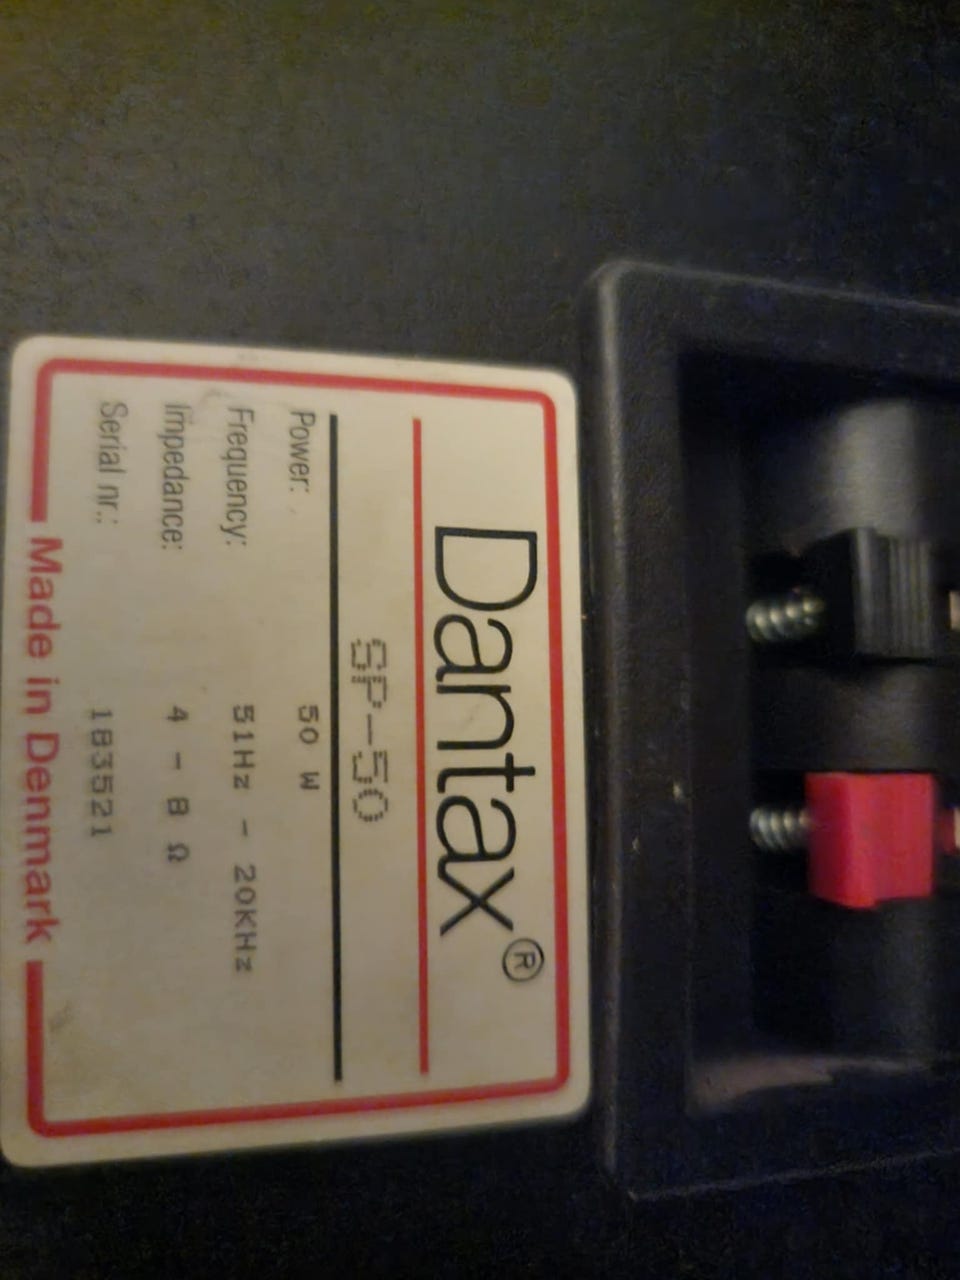 Dantax®
SP-50
Power: 50 W
Frequency: 51Hz - 20KHz
Impedance: 4 - 8 Ω
Serial nr.: 183521
Made in Denmark